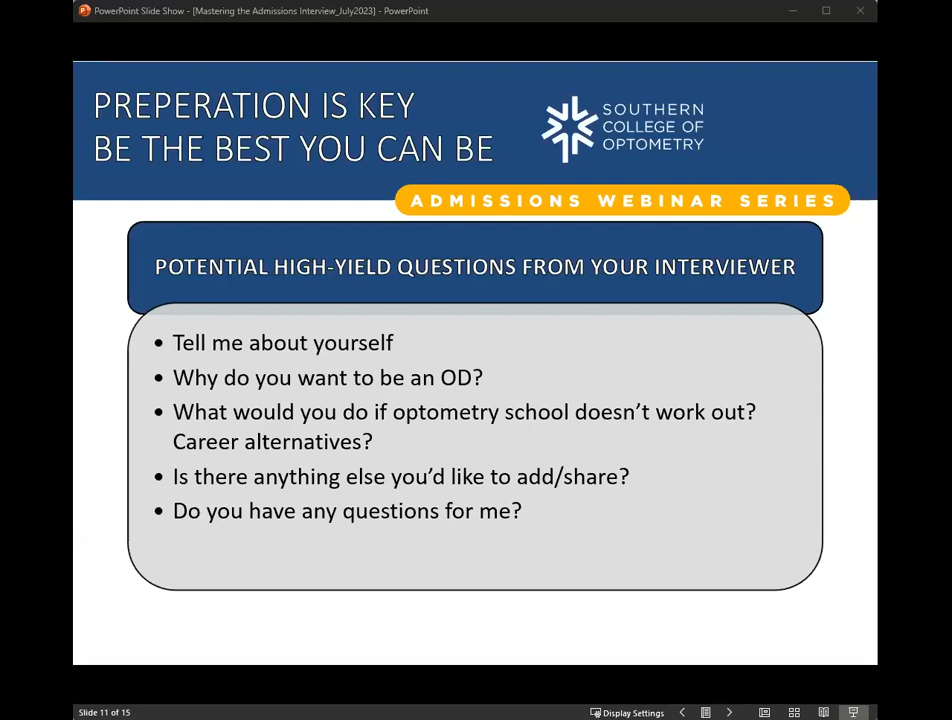 PowerPoint Slide Show - [Mastering the Admissions Interview_July2023] - PowerPoint
PREPERATION IS KEY
BE THE BEST YOU CAN BE
SOUTHERN
COLLEGE OF
OPTOMETRY
ADMISSIONS WEBINAR SERIES
POTENTIAL HIGH-YIELD QUESTIONS FROM YOUR INTERVIEWER
• Tell me about yourself
• Why do you want to be an OD?
• What would you do if optometry school doesn’t work out?
Career alternatives?
• Is there anything else you’d like to add/share?
• Do you have any questions for me?
Slide 11 of 15
Display Settings